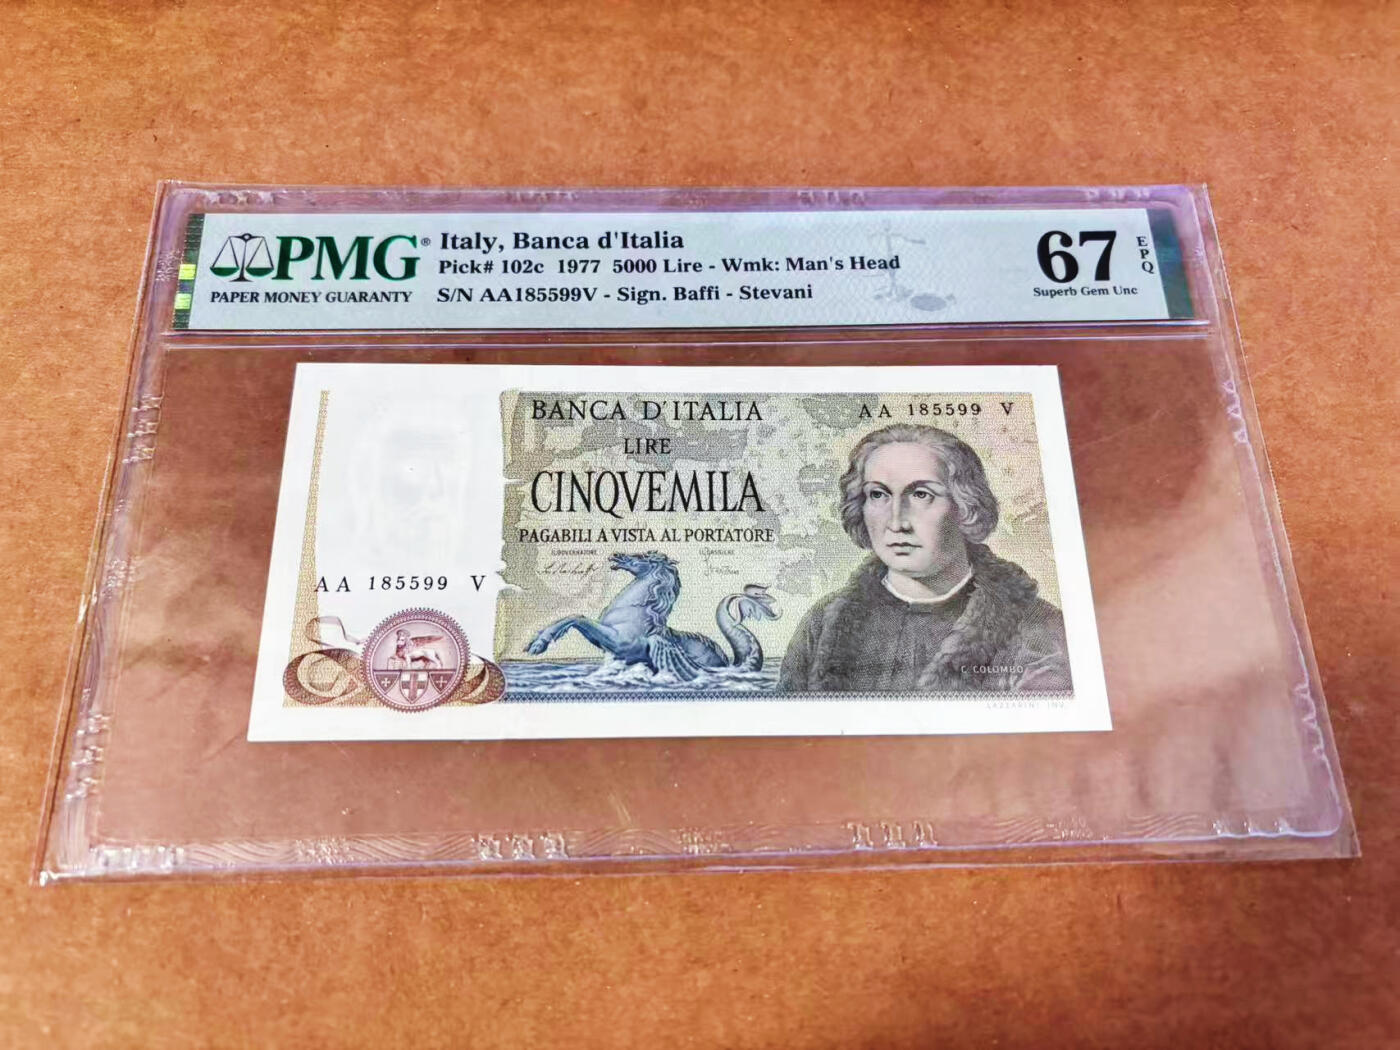 PMG®
PAPER MONEY GUARANTY
Italy, Banca d'Italia
Pick# 102c 1977 5000 Lire - Wmk: Man's Head
S/N AA185599V - Sign. Baffi - Stevani
67
EPQ
Superb Gem Unc
BANCA D'ITALIA
AA 185599 V
LIRE
CINQVEMILA
PAGABILI A VISTA AL PORTATORE
IL GOVERNATORE
IL CASSIERE
AA 185599 V
C. COLOMBO
LAZZARINI INV.